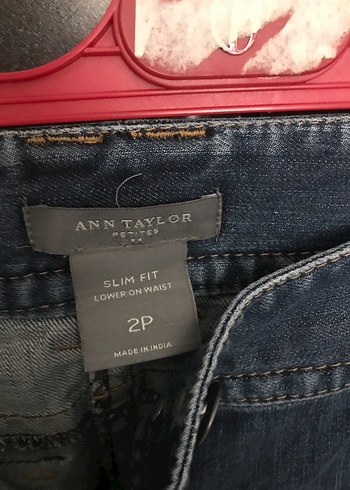 ANN TAYLOR
PETITES
SLIM FIT
LOWER ON WAIST
2P
MADE IN INDIA